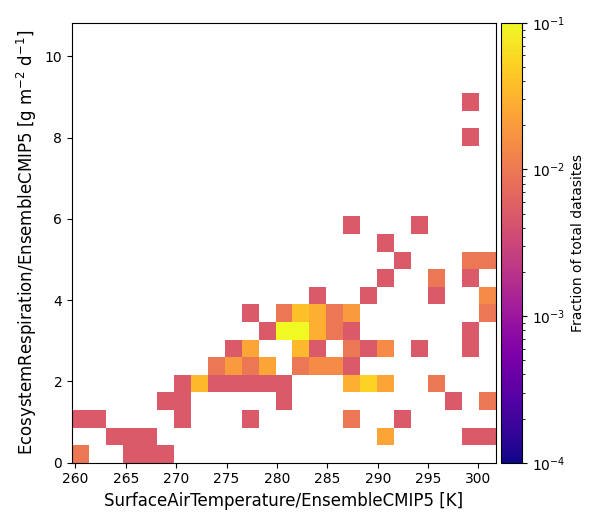 EcosystemRespiration/EnsembleCMIP5 [g m⁻² d⁻¹]
10
8
6
4
2
0
260 265 270 275 280 285 290 295 300
SurfaceAirTemperature/EnsembleCMIP5 [K]
10⁻¹
10⁻²
10⁻³
10⁻⁴
Fraction of total datasites